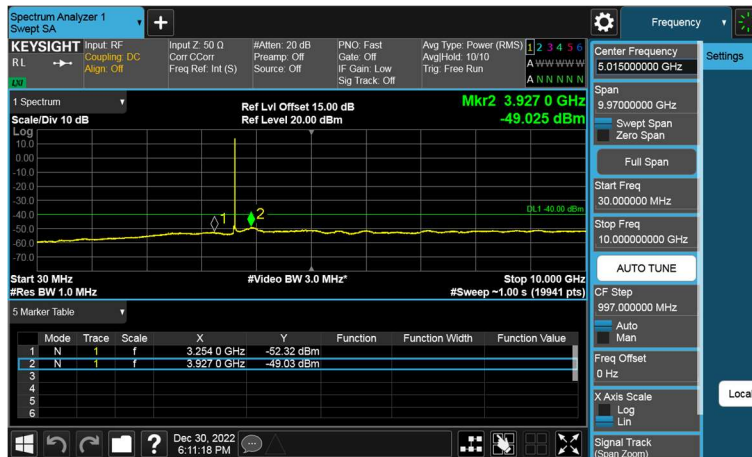 Spectrum Analyzer 1
Swept SA
Frequency
KEYSIGHT
RL
LXI
Input: RF
Coupling: DC
Align: Off
Input Z: 50 Ω
Corr CCorr
Freq Ref: Int (S)
#Atten: 20 dB
Preamp: Off
Source: Off
PNO: Fast
Gate: Off
IF Gain: Low
Sig Track: Off
Avg Type: Power (RMS)
Avg|Hold: 10/10
Trig: Free Run
1 2 3 4 5 6
A W W W W W
A N N N N N
1 Spectrum
Scale/Div 10 dB
Ref Lvl Offset 15.00 dB
Ref Level 20.00 dBm
Mkr2 3.927 0 GHz
-49.025 dBm
Log
10.0
0.00
-10.0
-20.0
-30.0
-40.0
-50.0
-60.0
-70.0
1
2
DL1 -40.00 dBm
Start 30 MHz
#Res BW 1.0 MHz
#Video BW 3.0 MHz*
Stop 10.000 GHz
#Sweep ~1.00 s (19941 pts)
5 Marker Table
Mode Trace Scale X Y Function Function Width Function Value
1 N 1 f 3.254 0 GHz -52.32 dBm
2 N 1 f 3.927 0 GHz -49.03 dBm
3
4
5
6
?
Dec 30, 2022
6:11:18 PM
Center Frequency
5.015000000 GHz
Span
9.97000000 GHz
Swept Span
Zero Span
Full Span
Start Freq
30.000000 MHz
Stop Freq
10.000000000 GHz
AUTO TUNE
CF Step
997.000000 MHz
Auto
Man
Freq Offset
0 Hz
X Axis Scale
Log
Lin
Signal Track
(Span Zoom)
Settings
Local